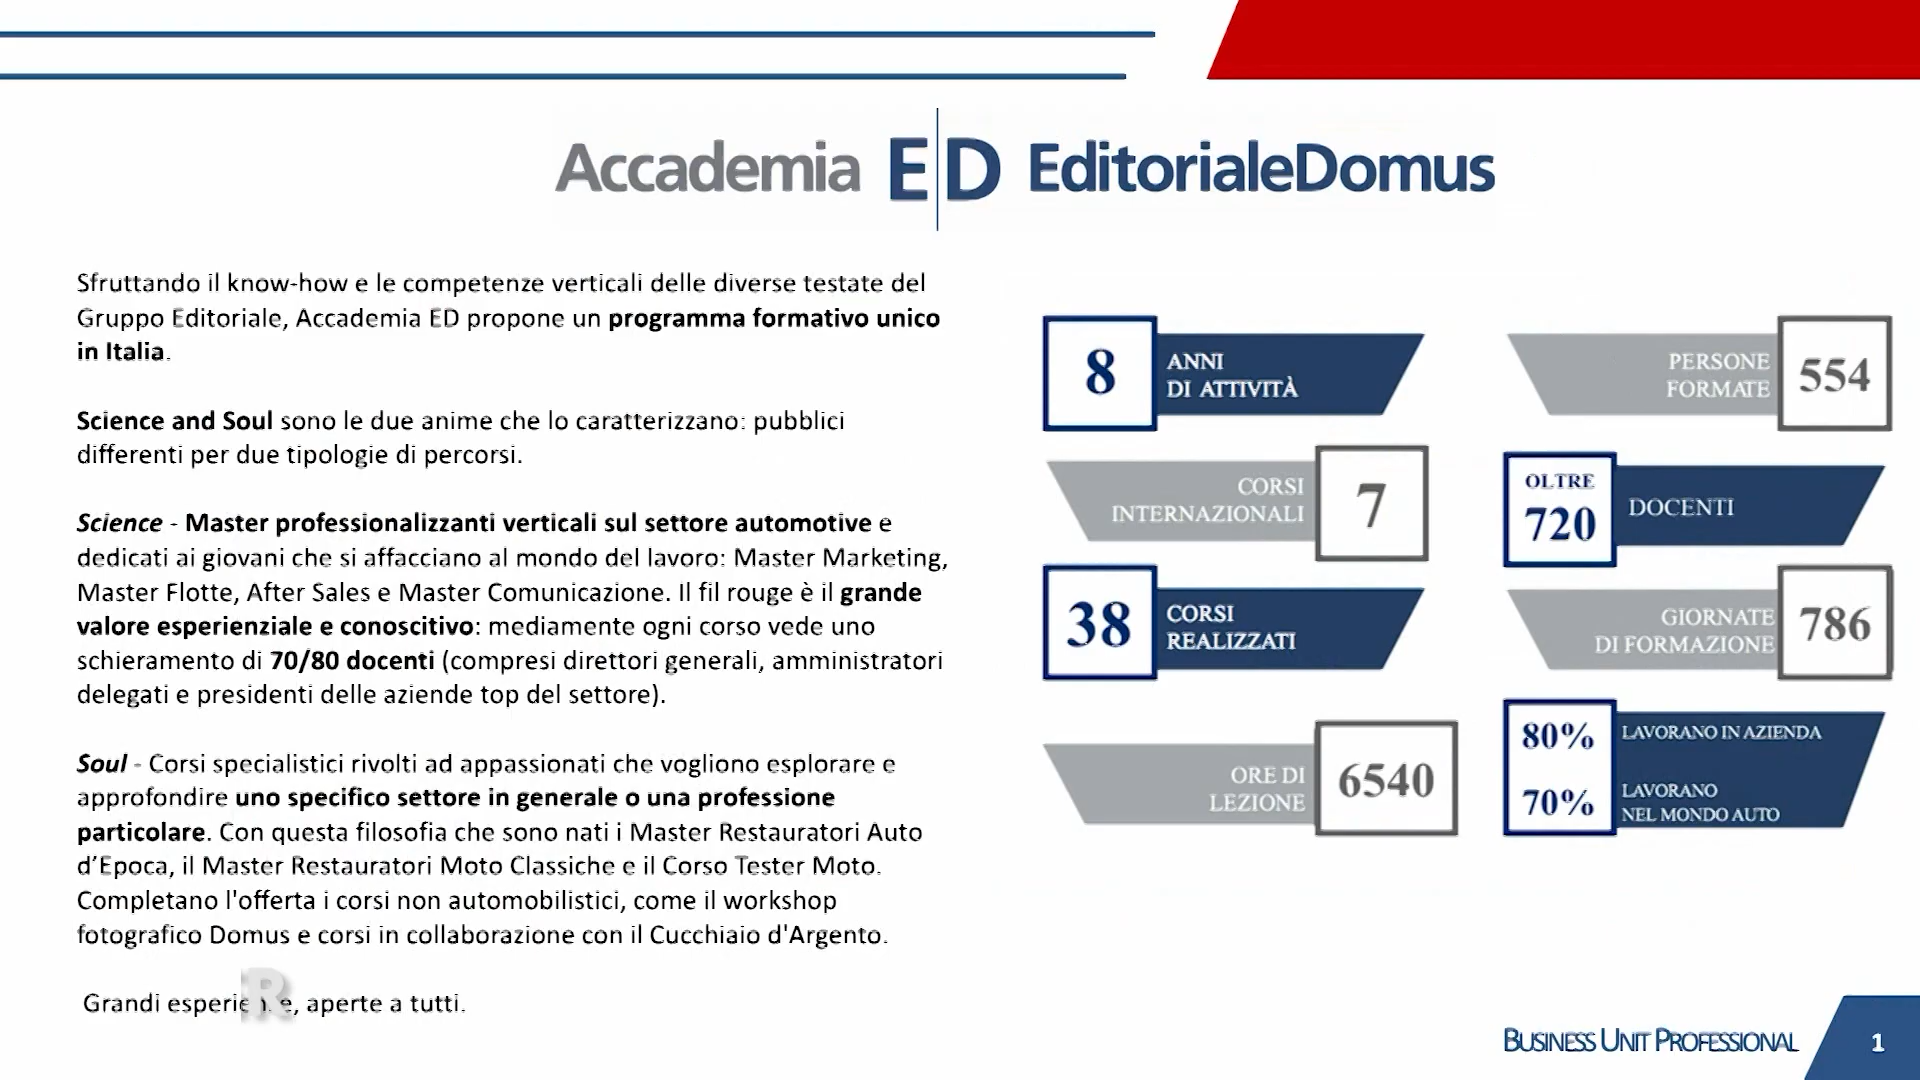 Accademia ED EditorialeDomus
Sfruttando il know-how e le competenze verticali delle diverse testate del
Gruppo Editoriale, Accademia ED propone un programma formativo unico
in Italia.
Science and Soul sono le due anime che lo caratterizzano: pubblici
differenti per due tipologie di percorsi.
Science - Master professionalizzanti verticali sul settore automotive e
dedicati ai giovani che si affacciano al mondo del lavoro: Master Marketing,
Master Flotte, After Sales e Master Comunicazione. Il fil rouge è il grande
valore esperienziale e conoscitivo: mediamente ogni corso vede uno
schieramento di 70/80 docenti (compresi direttori generali, amministratori
delegati e presidenti delle aziende top del settore).
Soul - Corsi specialistici rivolti ad appassionati che vogliono esplorare e
approfondire uno specifico settore in generale o una professione
particolare. Con questa filosofia che sono nati i Master Restauratori Auto
d’Epoca, il Master Restauratori Moto Classiche e il Corso Tester Moto.
Completano l'offerta i corsi non automobilistici, come il workshop
fotografico Domus e corsi in collaborazione con il Cucchiaio d'Argento.
Grandi aperte a tutti.
R
8
ANNI
DI ATTIVITÀ
PERSONE
FORMATE
554
CORSI
INTERNAZIONALI
7
OLTRE
720
DOCENTI
38
CORSI
REALIZZATI
GIORNATE
DI FORMAZIONE
786
ORE DI
LEZIONE
6540
80% LAVORANO IN AZIENDA
70%
LAVORANO
NEL MONDO AUTO
BUSINESS UNIT PROFESSIONAL
1